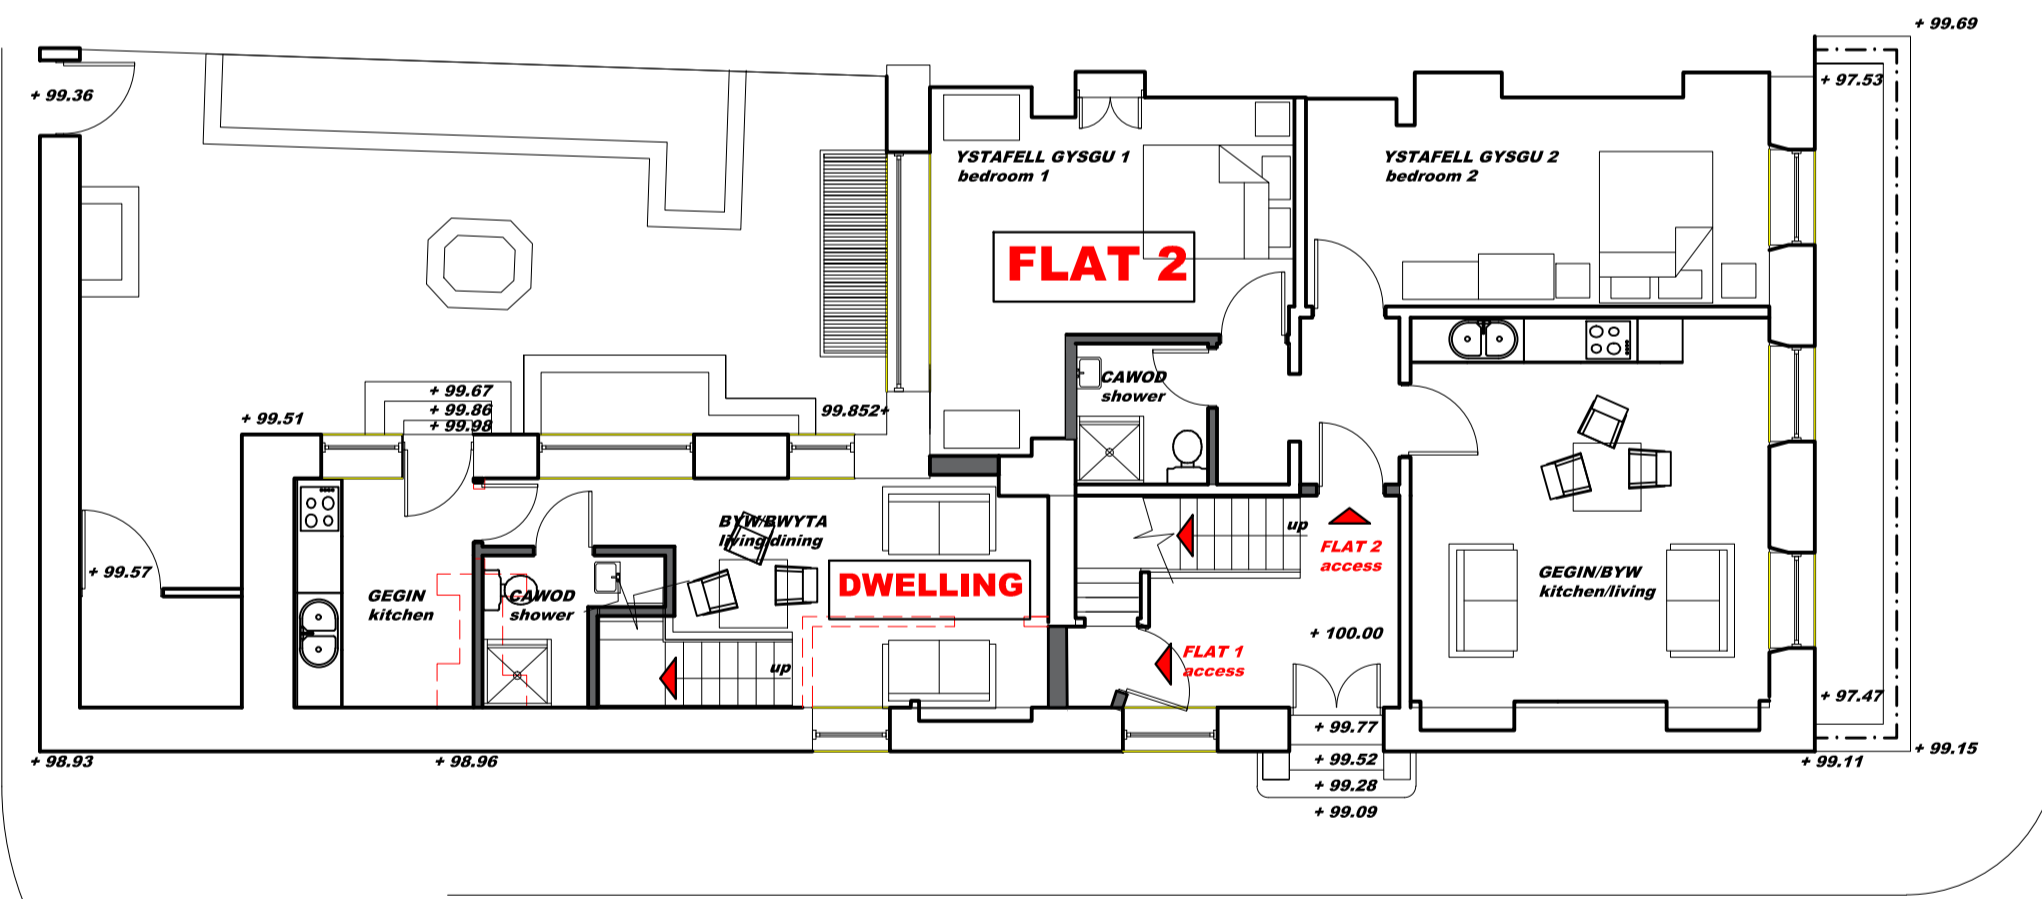 + 99.69
+ 97.53
+ 99.36
YSTAFELL GYSGU 1
bedroom 1
YSTAFELL GYSGU 2
bedroom 2
FLAT 2
CAWOD
shower
+ 99.67
+ 99.86
+ 99.98
99.852+
+ 99.51
BYW/BWYTA
living/dining
up
FLAT 2
access
+ 99.57
GEGIN
kitchen
CAWOD
shower
DWELLING
GEGIN/BYW
kitchen/living
+ 100.00
FLAT 1
access
up
+ 97.47
+ 99.77
+ 99.15
+ 98.93
+ 98.96
+ 99.52
+ 99.11
+ 99.28
+ 99.09